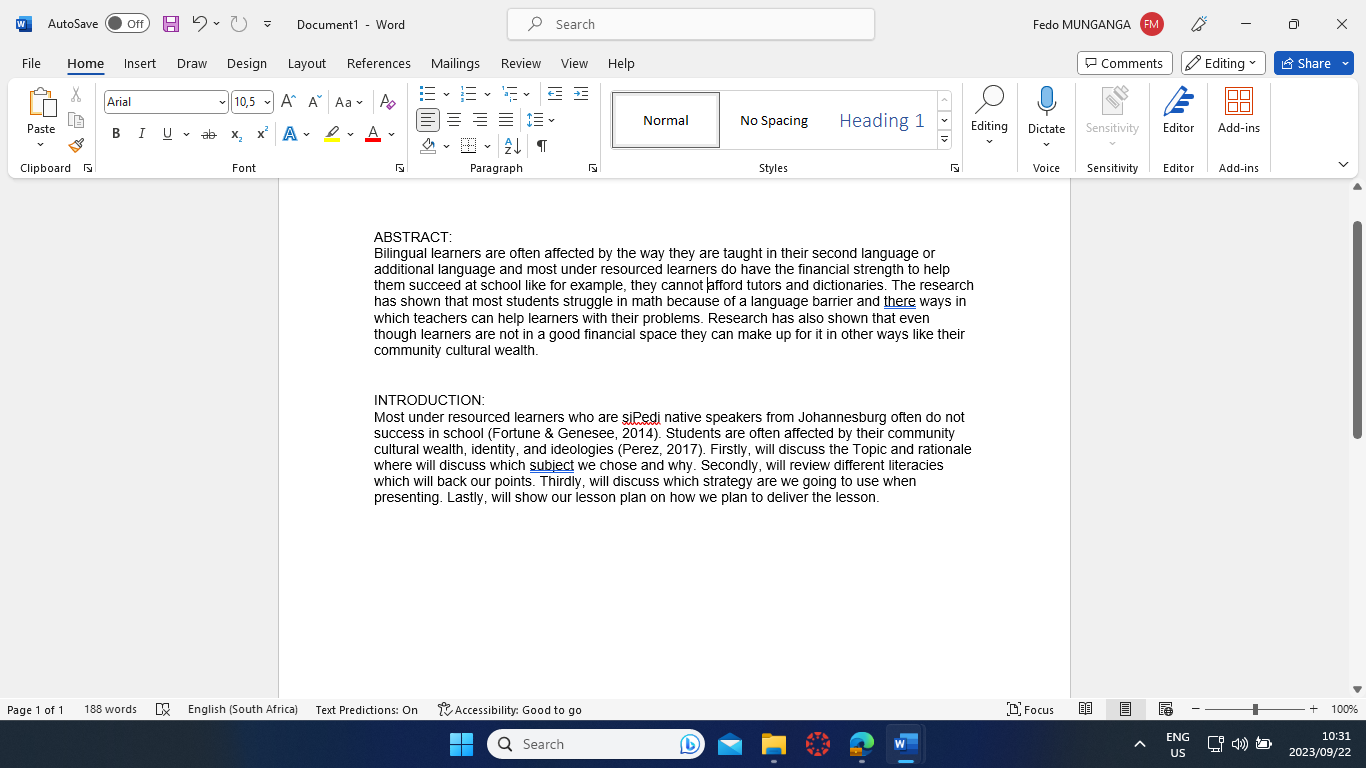 AutoSave Off Document1 - Word Search Fedo MUNGANGA FM
File Home Insert Draw Design Layout References Mailings Review View Help Comments Editing Share
Paste Arial 10,5 Aa Normal No Spacing Heading 1 Editing Dictate Sensitivity Editor Add-ins
Clipboard Font Paragraph Styles Voice Sensitivity Editor Add-ins
ABSTRACT:
Bilingual learners are often affected by the way they are taught in their second language or
additional language and most under resourced learners do have the financial strength to help
them succeed at school like for example, they cannot afford tutors and dictionaries. The research
has shown that most students struggle in math because of a language barrier and there ways in
which teachers can help learners with their problems. Research has also shown that even
though learners are not in a good financial space they can make up for it in other ways like their
community cultural wealth.
INTRODUCTION:
Most under resourced learners who are siPedi native speakers from Johannesburg often do not
success in school (Fortune & Genesee, 2014). Students are often affected by their community
cultural wealth, identity, and ideologies (Perez, 2017). Firstly, will discuss the Topic and rationale
where will discuss which subject we chose and why. Secondly, will review different literacies
which will back our points. Thirdly, will discuss which strategy are we going to use when
presenting. Lastly, will show our lesson plan on how we plan to deliver the lesson.
Page 1 of 1 188 words English (South Africa) Text Predictions: On Accessibility: Good to go Focus 100%
Search ENG US 10:31 2023/09/22